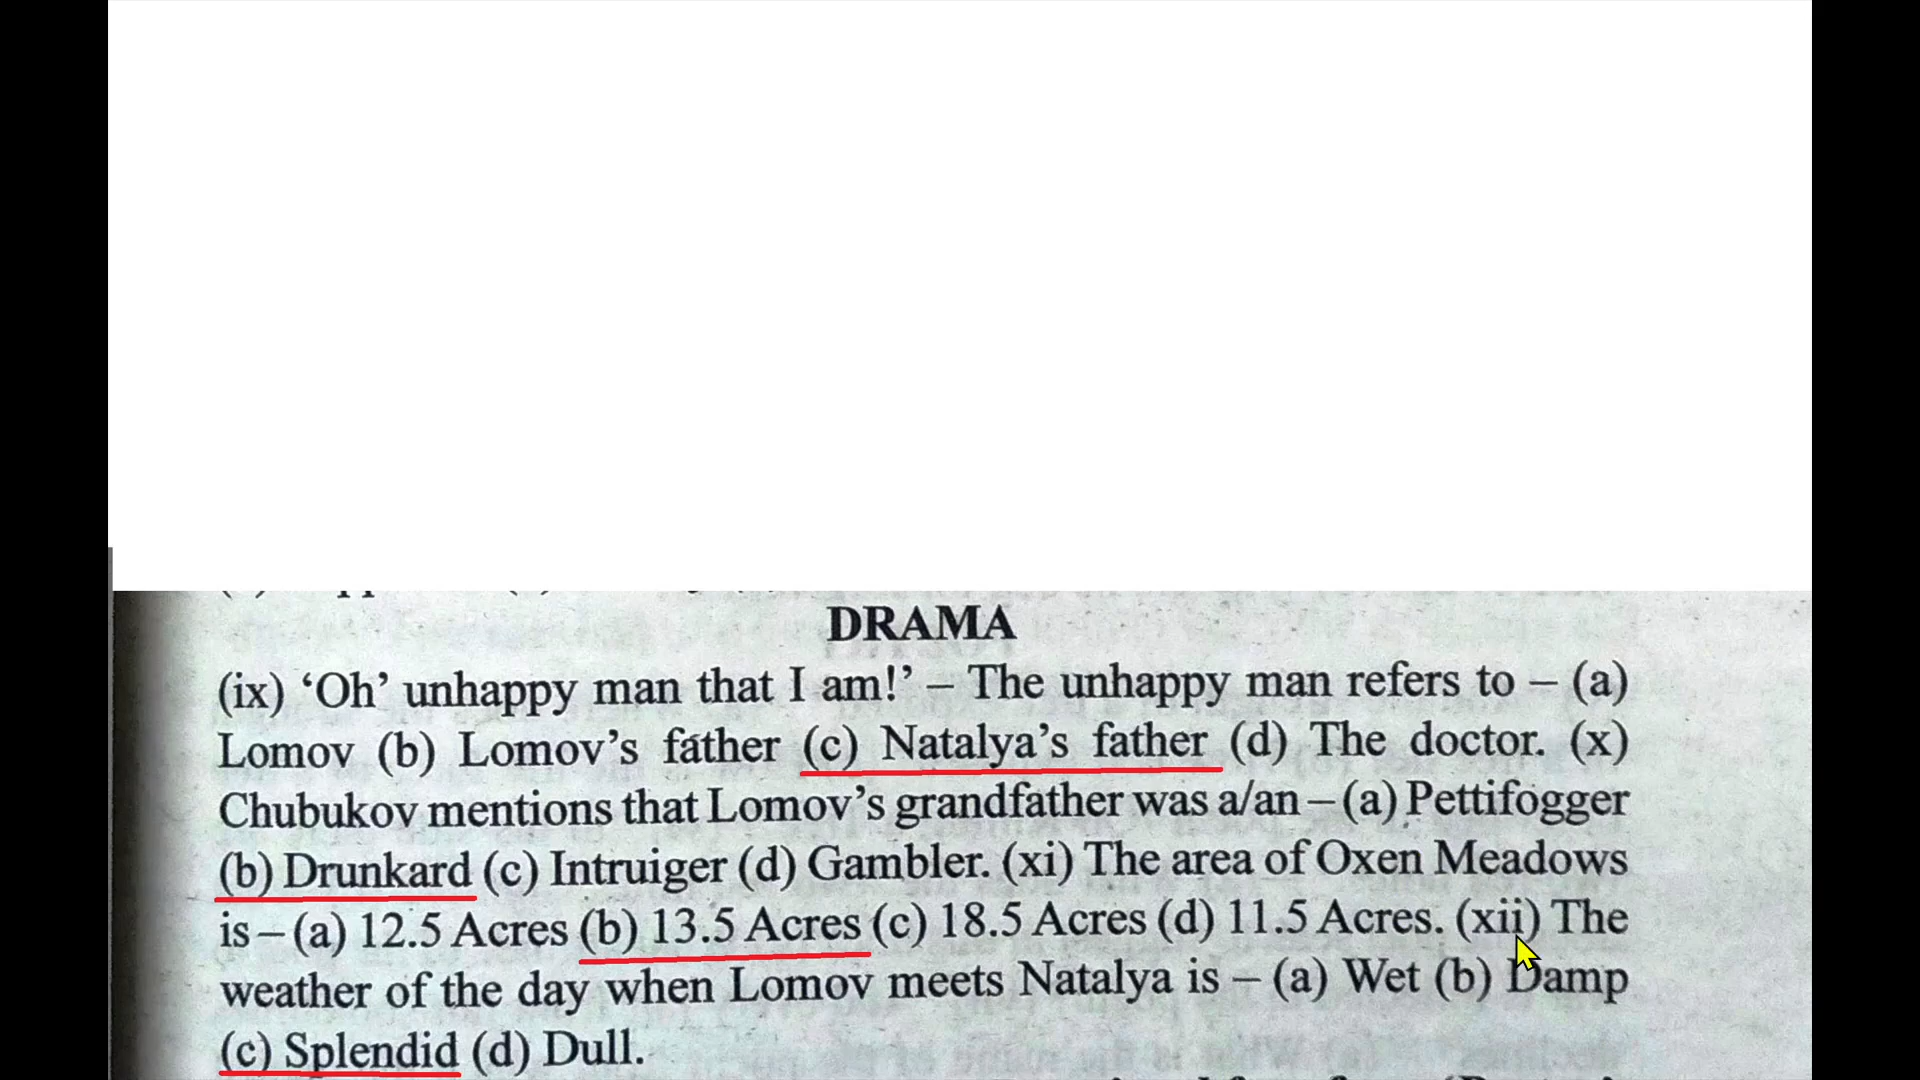 DRAMA
(ix) ‘Oh’ unhappy man that I am!’ – The unhappy man refers to – (a)
Lomov (b) Lomov’s father (c) Natalya’s father (d) The doctor. (x)
Chubukov mentions that Lomov’s grandfather was a/an – (a) Pettifogger
(b) Drunkard (c) Intruiger (d) Gambler. (xi) The area of Oxen Meadows
is – (a) 12.5 Acres (b) 13.5 Acres (c) 18.5 Acres (d) 11.5 Acres. (xii) The
weather of the day when Lomov meets Natalya is – (a) Wet (b) Damp
(c) Splendid (d) Dull.